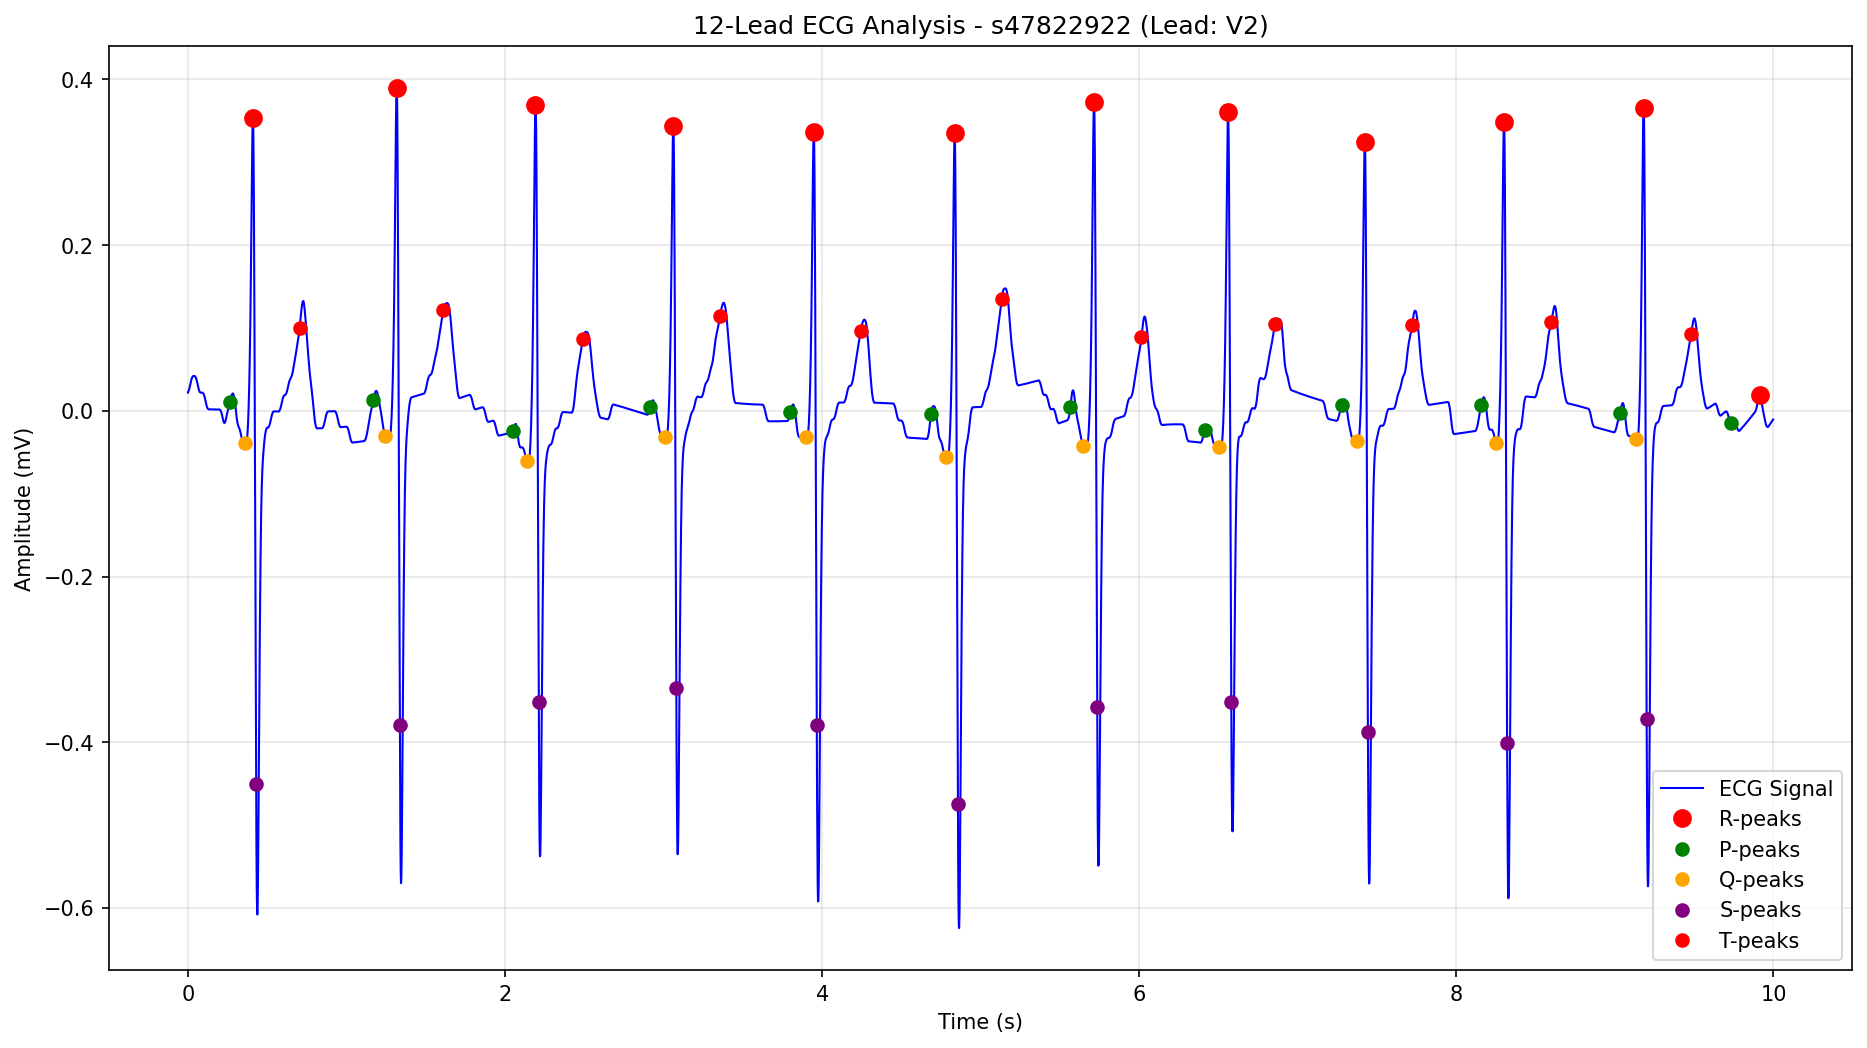 12-Lead ECG Analysis - s47822922 (Lead: V2)
0.4
0.2
0.0
−0.2
−0.4
−0.6
Amplitude (mV)
ECG Signal
R-peaks
P-peaks
Q-peaks
S-peaks
T-peaks
0 2 4 6 8 10
Time (s)